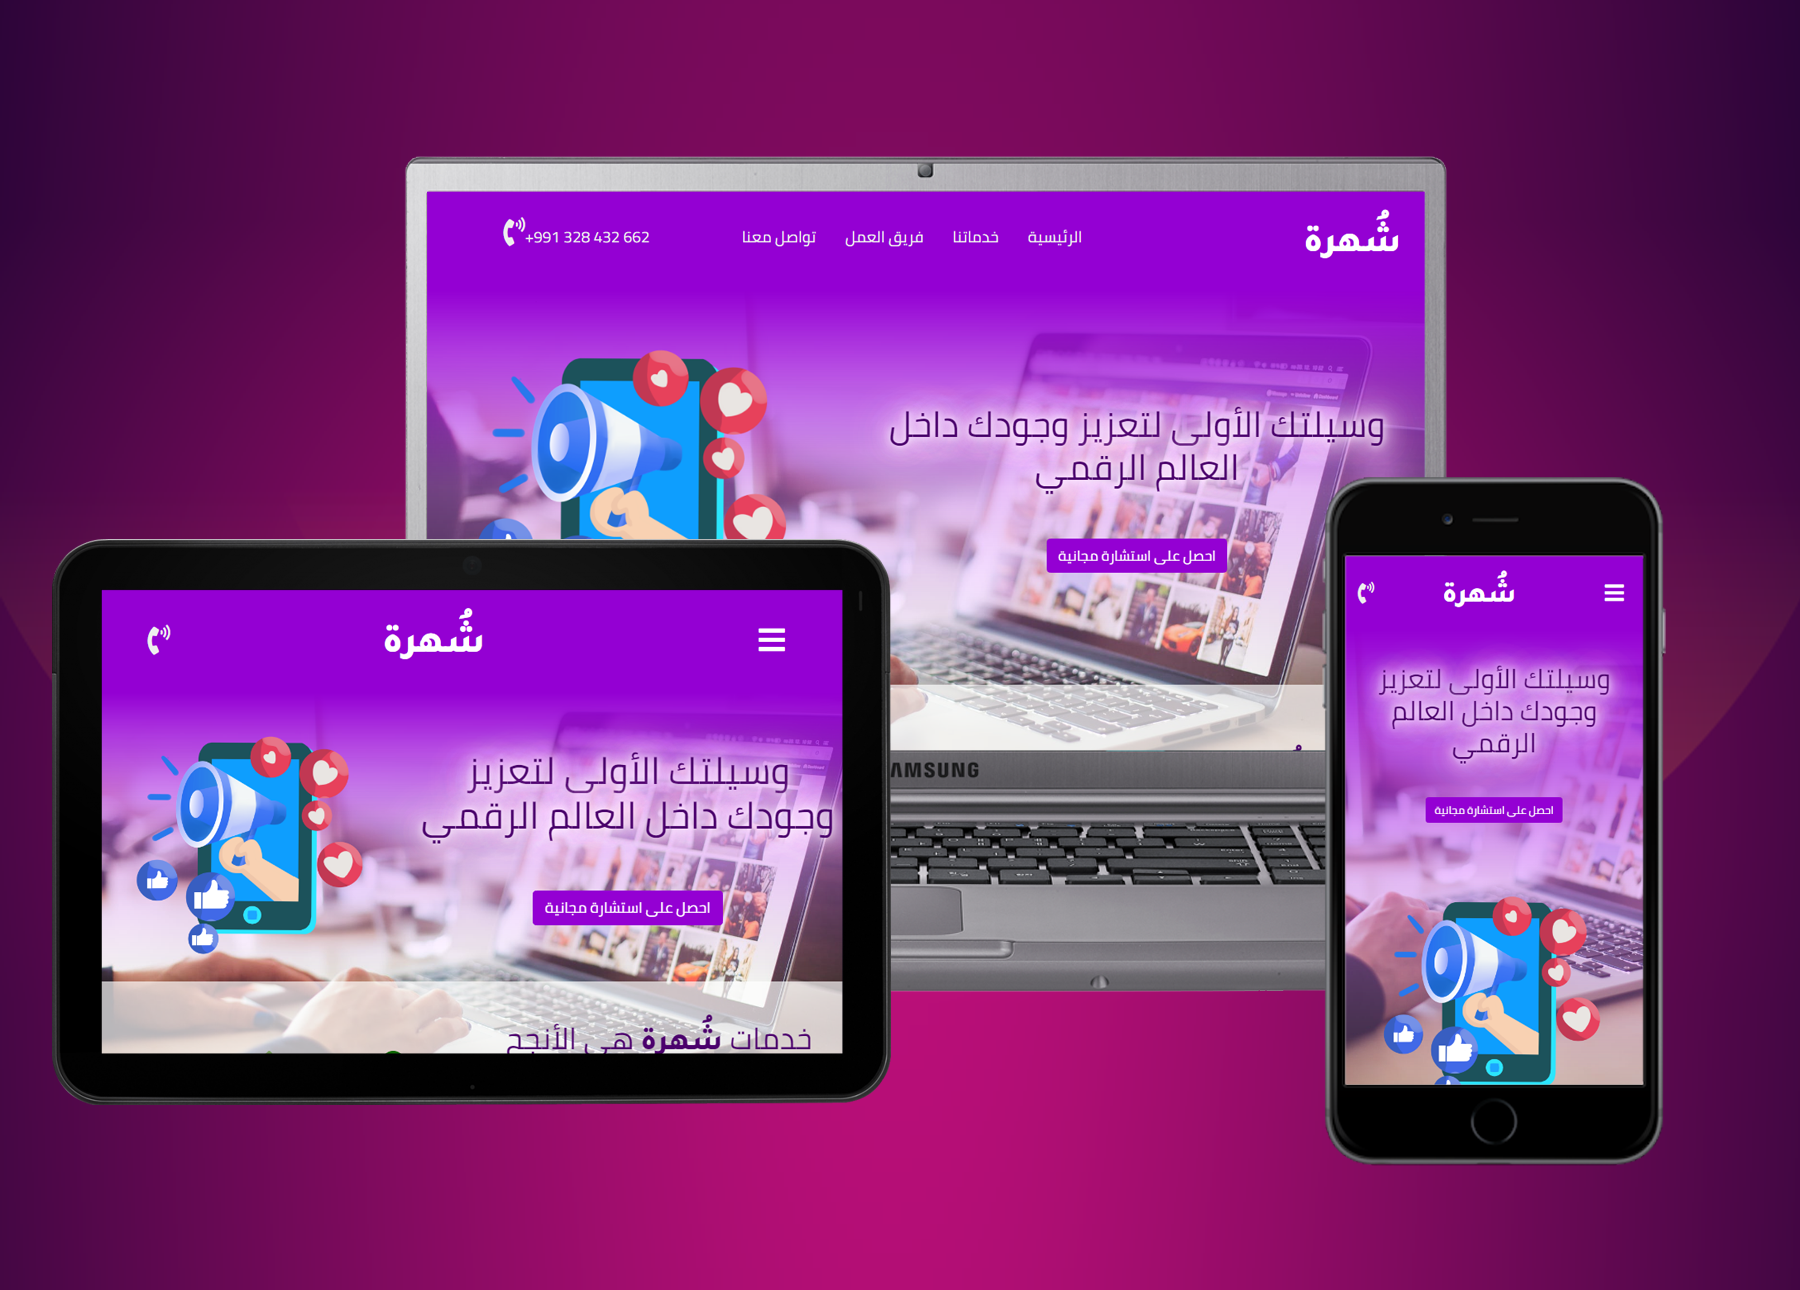 شُهرة
الرئيسية خدماتنا فريق العمل تواصل معنا +991 328 432 662
وسيلتك الأولى لتعزيز وجودك داخل
العالم الرقمي
احصل على استشارة مجانية
SAMSUNG
شُهرة
وسيلتك الأولى لتعزيز
وجودك داخل العالم الرقمي
احصل على استشارة مجانية
خدمات شُهرة هي الأنجح
شُهرة
وسيلتك الأولى لتعزيز
وجودك داخل العالم
الرقمي
احصل على استشارة مجانية